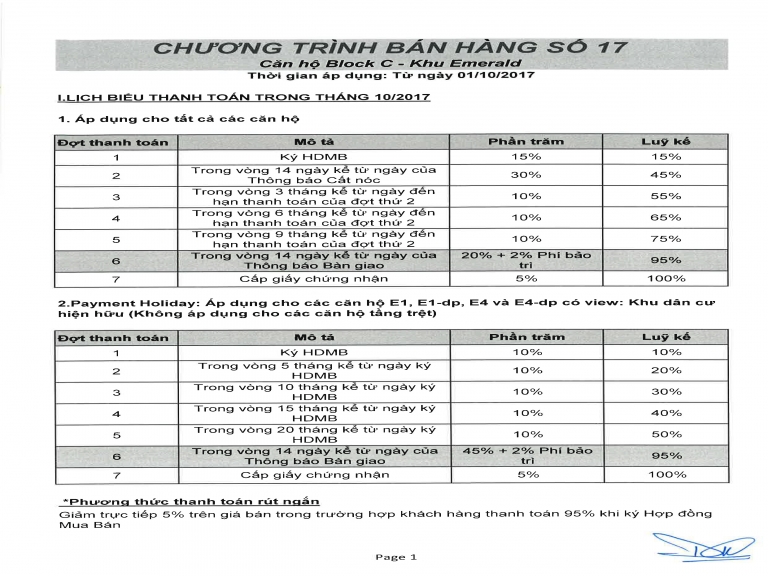 CHƯƠNG TRÌNH BÁN HÀNG SỐ 17
Căn hộ Block C - Khu Emerald
Thời gian áp dụng: Từ ngày 01/10/2017
I.LỊCH BIỂU THANH TOÁN TRONG THÁNG 10/2017
1. Áp dụng cho tất cả các căn hộ
Đợt thanh toán Mô tả Phần trăm Luỹ kế
1 Ký HDMB 15% 15%
2 Trong vòng 14 ngày kể từ ngày của Thông báo Cất nóc 30% 45%
3 Trong vòng 3 tháng kể từ ngày đến hạn thanh toán của đợt thứ 2 10% 55%
4 Trong vòng 6 tháng kể từ ngày đến hạn thanh toán của đợt thứ 2 10% 65%
5 Trong vòng 9 tháng kể từ ngày đến hạn thanh toán của đợt thứ 2 10% 75%
6 Trong vòng 14 ngày kể từ ngày của Thông báo Bàn giao 20% + 2% Phí bảo trì 95%
7 Cấp giấy chứng nhận 5% 100%
2.Payment Holiday: Áp dụng cho các căn hộ E1, E1-dp, E4 và E4-dp có view: Khu dân cư
hiện hữu (Không áp dụng cho các căn hộ tầng trệt)
Đợt thanh toán Mô tả Phần trăm Luỹ kế
1 Ký HDMB 10% 10%
2 Trong vòng 5 tháng kể từ ngày ký HDMB 10% 20%
3 Trong vòng 10 tháng kể từ ngày ký HDMB 10% 30%
4 Trong vòng 15 tháng kể từ ngày ký HDMB 10% 40%
5 Trong vòng 20 tháng kể từ ngày ký HDMB 10% 50%
6 Trong vòng 14 ngày kể từ ngày của Thông báo Bàn giao 45% + 2% Phí bảo trì 95%
7 Cấp giấy chứng nhận 5% 100%
*Phương thức thanh toán rút ngắn
Giảm trực tiếp 5% trên giá bán trong trường hợp khách hàng thanh toán 95% khi ký Hợp đồng
Mua Bán
Page 1